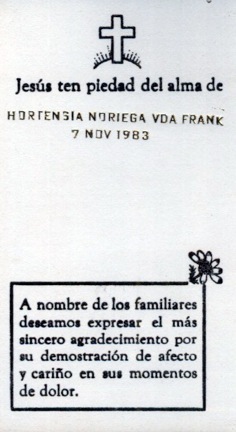 Jesús ten piedad del alma de
HORTENSIA NORIEGA VDA FRANK
7 NOV 1983
A nombre de los familiares
deseamos expresar el más
sincero agradecimiento por
su demostración de afecto
y cariño en sus momentos
de dolor.